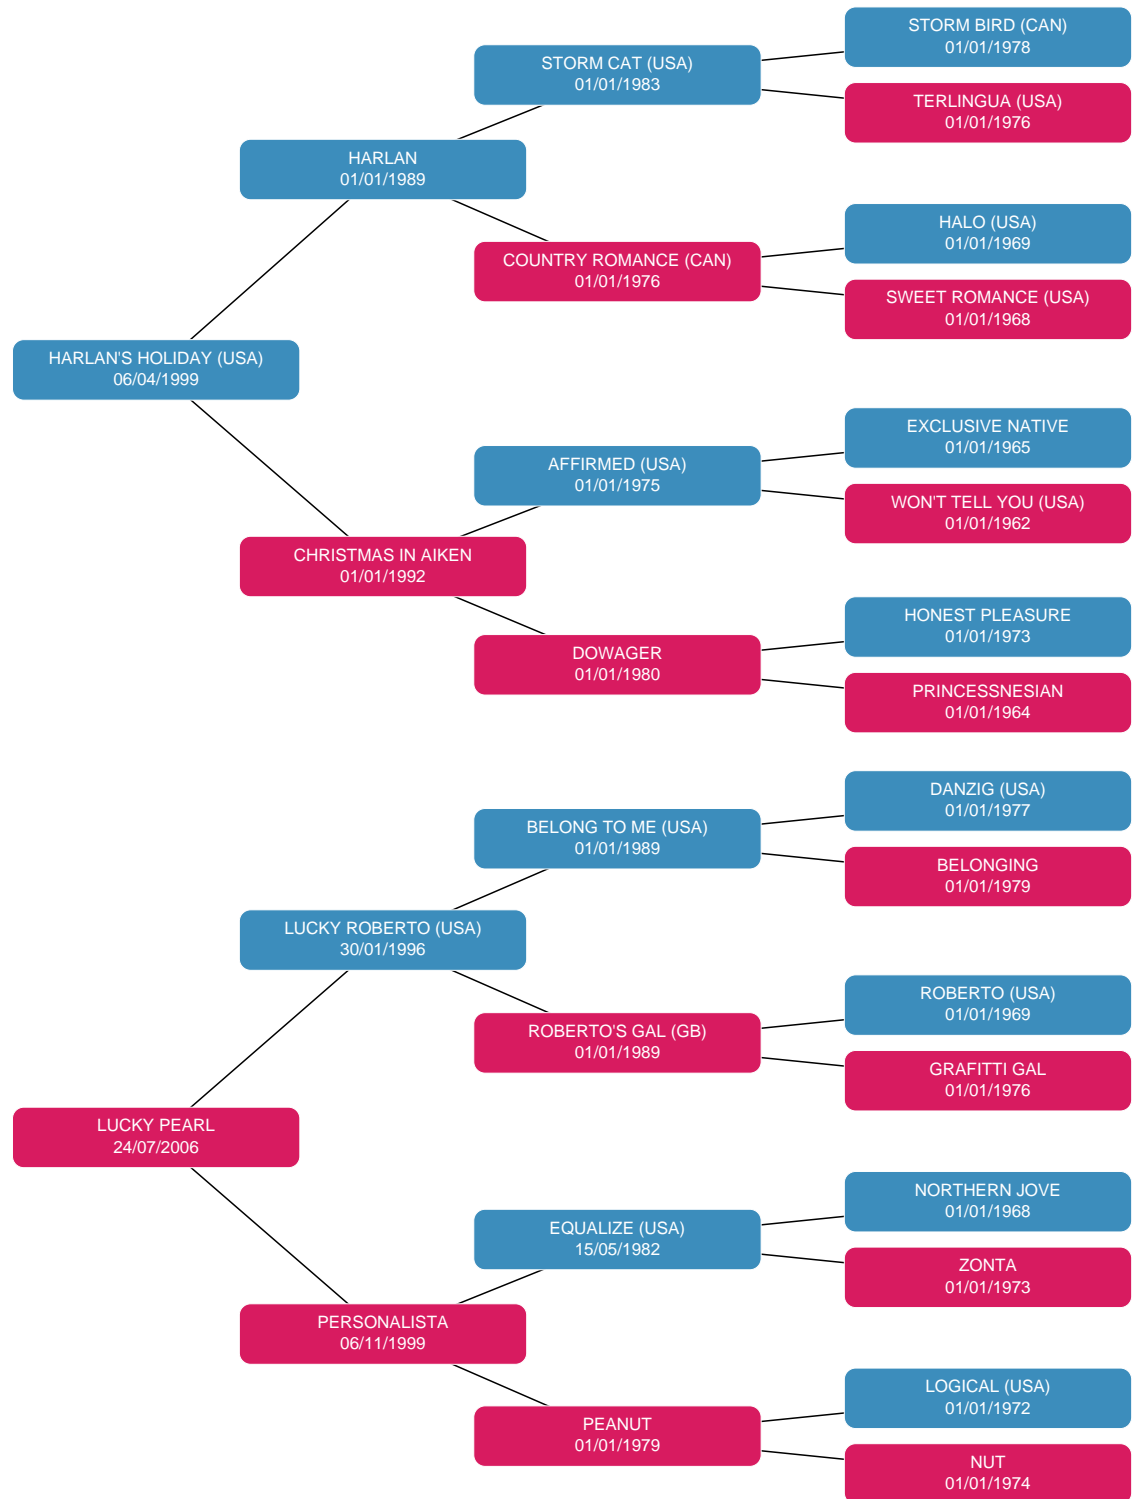 STORM BIRD (CAN)
01/01/1978
STORM CAT (USA)
01/01/1983
TERLINGUA (USA)
01/01/1976
HARLAN
01/01/1989
HALO (USA)
01/01/1969
COUNTRY ROMANCE (CAN)
01/01/1976
SWEET ROMANCE (USA)
01/01/1968
HARLAN'S HOLIDAY (USA)
06/04/1999
EXCLUSIVE NATIVE
01/01/1965
AFFIRMED (USA)
01/01/1975
WON'T TELL YOU (USA)
01/01/1962
CHRISTMAS IN AIKEN
01/01/1992
HONEST PLEASURE
01/01/1973
DOWAGER
01/01/1980
PRINCESSNESIAN
01/01/1964
DANZIG (USA)
01/01/1977
BELONG TO ME (USA)
01/01/1989
BELONGING
01/01/1979
LUCKY ROBERTO (USA)
30/01/1996
ROBERTO (USA)
01/01/1969
ROBERTO'S GAL (GB)
01/01/1989
GRAFITTI GAL
01/01/1976
LUCKY PEARL
24/07/2006
NORTHERN JOVE
01/01/1968
EQUALIZE (USA)
15/05/1982
ZONTA
01/01/1973
PERSONALISTA
06/11/1999
LOGICAL (USA)
01/01/1972
PEANUT
01/01/1979
NUT
01/01/1974